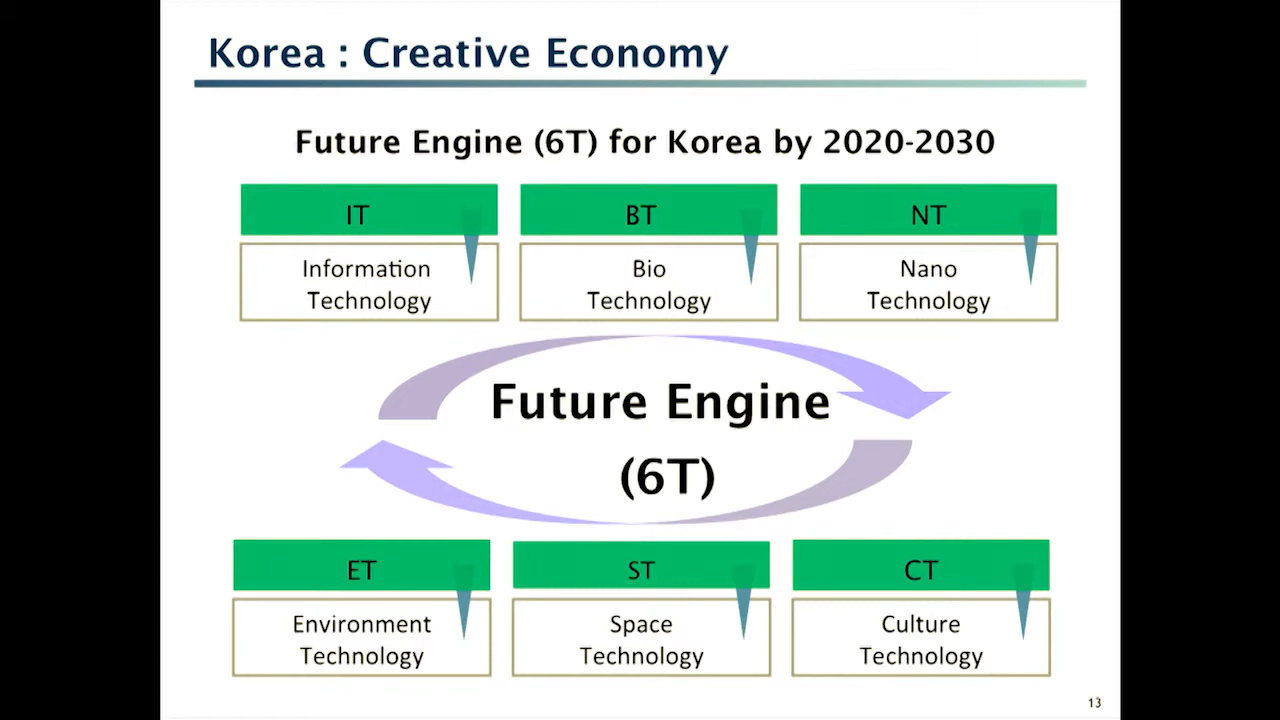 Korea : Creative Economy
Future Engine (6T) for Korea by 2020-2030
IT
BT
NT
Information
Technology
Bio
Technology
Nano
Technology
Future Engine
(6T)
ET
ST
CT
Environment
Technology
Space
Technology
Culture
Technology
13